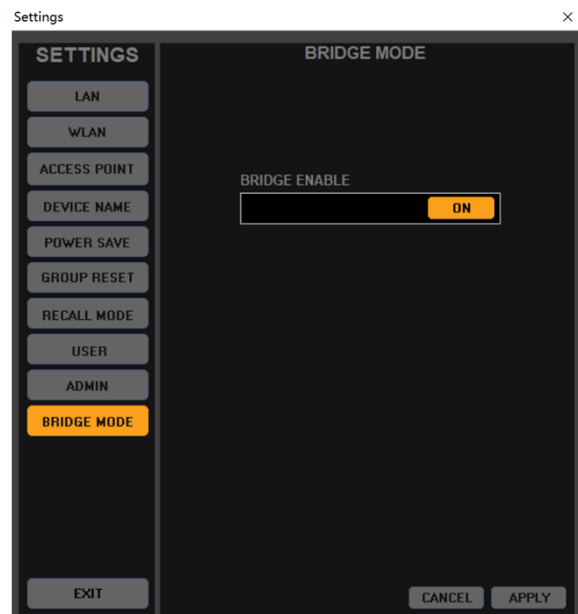 Settings
SETTINGS
LAN
WLAN
ACCESS POINT
DEVICE NAME
POWER SAVE
GROUP RESET
RECALL MODE
USER
ADMIN
BRIDGE MODE
EXIT
BRIDGE MODE
BRIDGE ENABLE
ON
CANCEL
APPLY